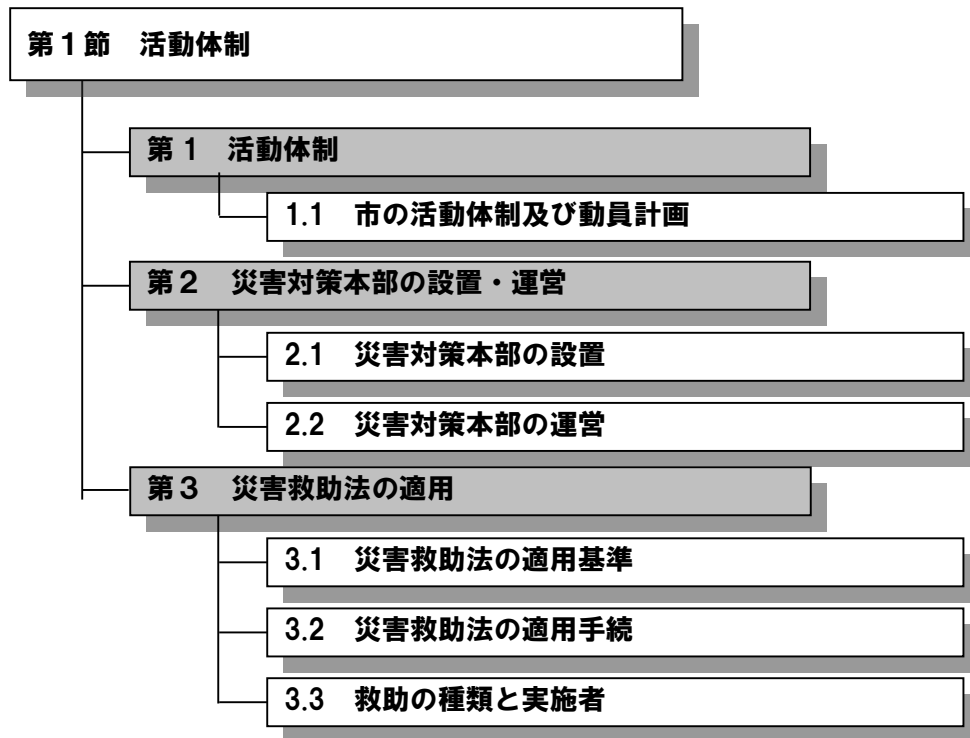 第1節　活動体制
第1　活動体制
1.1　市の活動体制及び動員計画
第2　災害対策本部の設置・運営
2.1　災害対策本部の設置
2.2　災害対策本部の運営
第3　災害救助法の適用
3.1　災害救助法の適用基準
3.2　災害救助法の適用手続
3.3　救助の種類と実施者